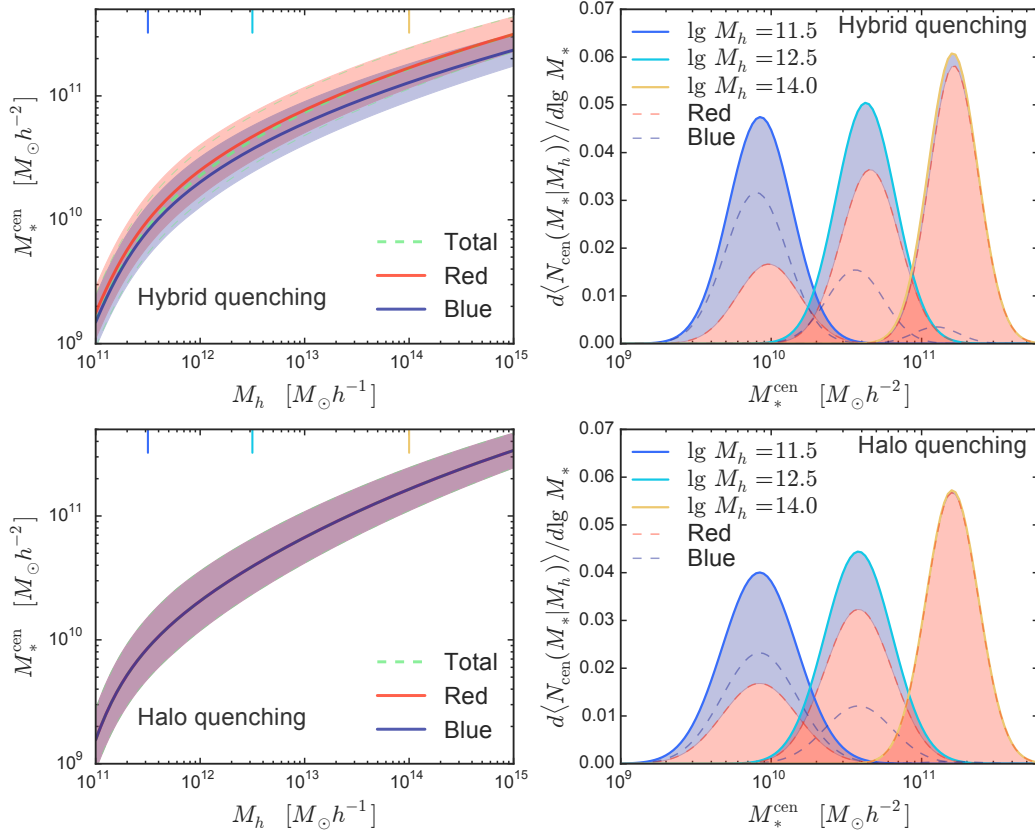 10^11
10^10
10^9
M_*^cen [M_⊙h^-2]
Total
Red
Blue
Hybrid quenching
10^11 10^12 10^13 10^14 10^15
M_h [M_⊙h^-1]
0.07
0.06
0.05
0.04
0.03
0.02
0.01
0.00
d⟨N_cen(M_*|M_h)⟩/dlg M_*
lg M_h =11.5
lg M_h =12.5
lg M_h =14.0
Red
Blue
Hybrid quenching
10^9 10^10 10^11
M_*^cen [M_⊙h^-2]
10^11
10^10
10^9
M_*^cen [M_⊙h^-2]
Total
Red
Blue
Halo quenching
10^11 10^12 10^13 10^14 10^15
M_h [M_⊙h^-1]
0.07
0.06
0.05
0.04
0.03
0.02
0.01
0.00
d⟨N_cen(M_*|M_h)⟩/dlg M_*
lg M_h =11.5
lg M_h =12.5
lg M_h =14.0
Red
Blue
Halo quenching
10^9 10^10 10^11
M_*^cen [M_⊙h^-2]